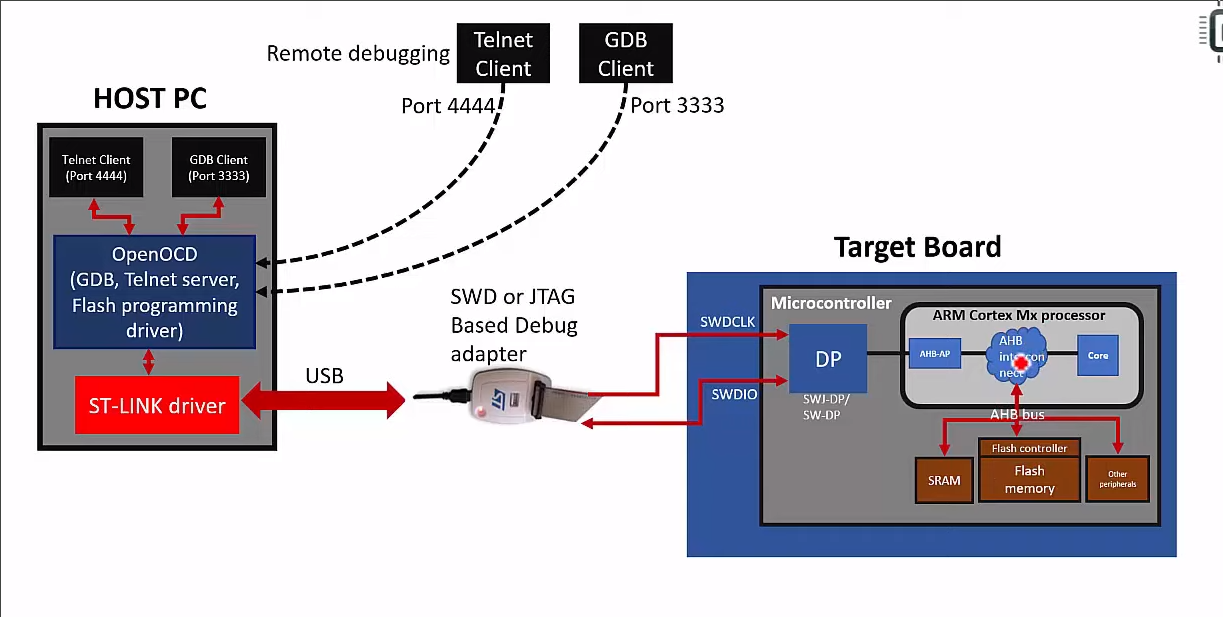 Remote debugging
Telnet
Client
GDB
Client
Port 4444
Port 3333
HOST PC
Telnet Client
(Port 4444)
GDB Client
(Port 3333)
OpenOCD
(GDB, Telnet server,
Flash programming
driver)
ST-LINK driver
USB
SWD or JTAG
Based Debug
adapter
Target Board
SWDCLK
SWDIO
Microcontroller
DP
SWJ-DP/
SW-DP
ARM Cortex Mx processor
AHB-AP
AHB
intercon
nect
Core
AHB bus
SRAM
Flash controller
Flash
memory
Other
peripherals